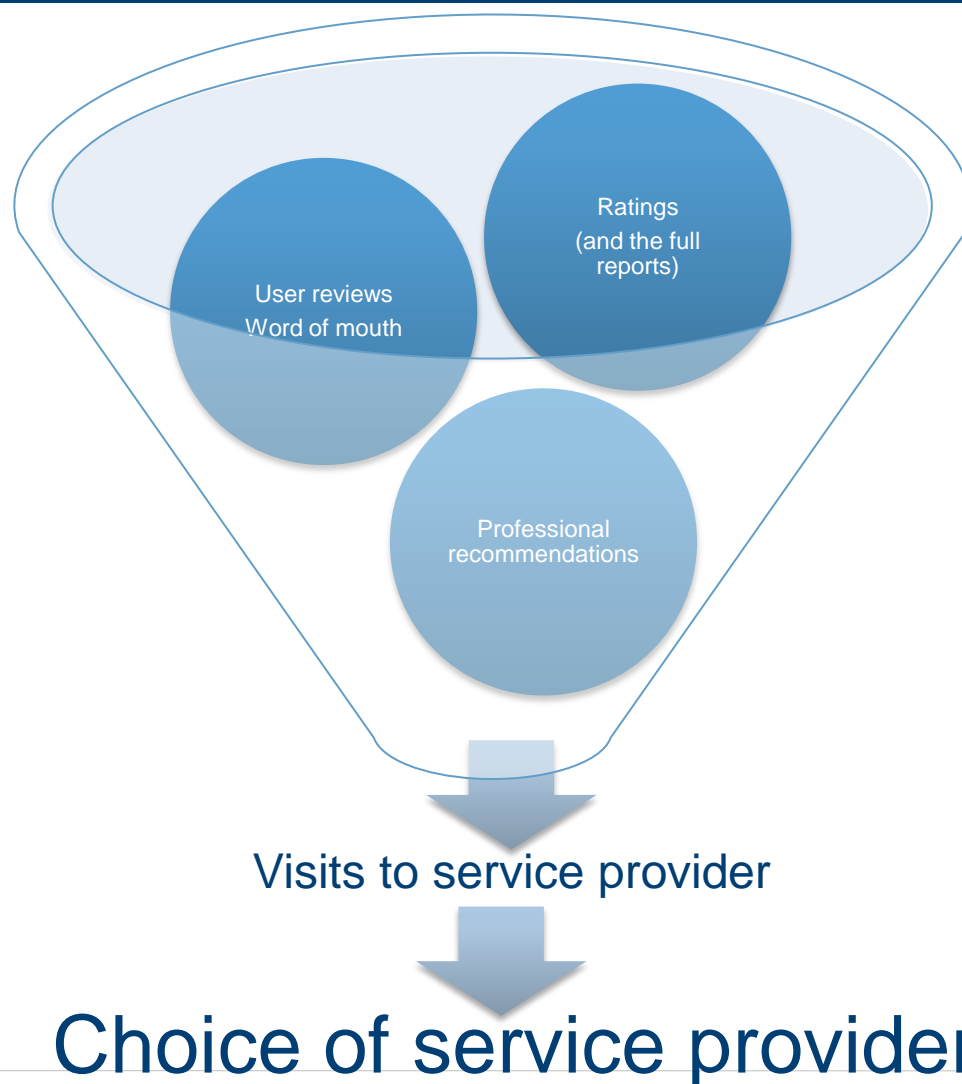 Ratings
(and the full
reports)
User reviews
Word of mouth
Professional
recommendations
Visits to service provider
Choice of service provider